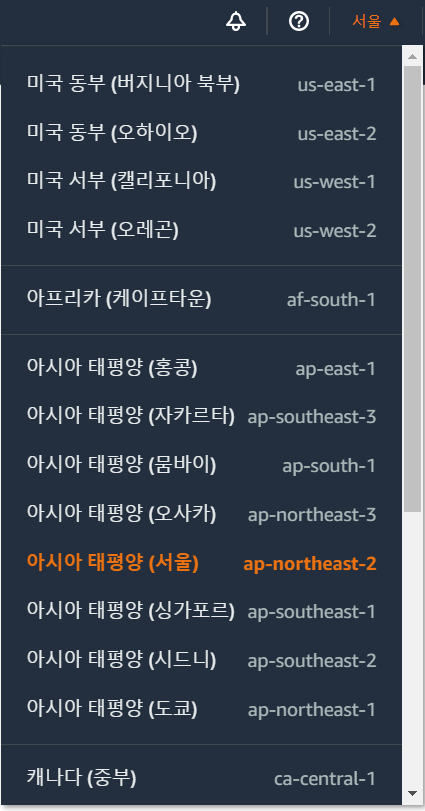 서울
미국 동부 (버지니아 북부) us-east-1
미국 동부 (오하이오) us-east-2
미국 서부 (캘리포니아) us-west-1
미국 서부 (오레곤) us-west-2
아프리카 (케이프타운) af-south-1
아시아 태평양 (홍콩) ap-east-1
아시아 태평양 (자카르타) ap-southeast-3
아시아 태평양 (뭄바이) ap-south-1
아시아 태평양 (오사카) ap-northeast-3
아시아 태평양 (서울) ap-northeast-2
아시아 태평양 (싱가포르) ap-southeast-1
아시아 태평양 (시드니) ap-southeast-2
아시아 태평양 (도쿄) ap-northeast-1
캐나다 (중부) ca-central-1